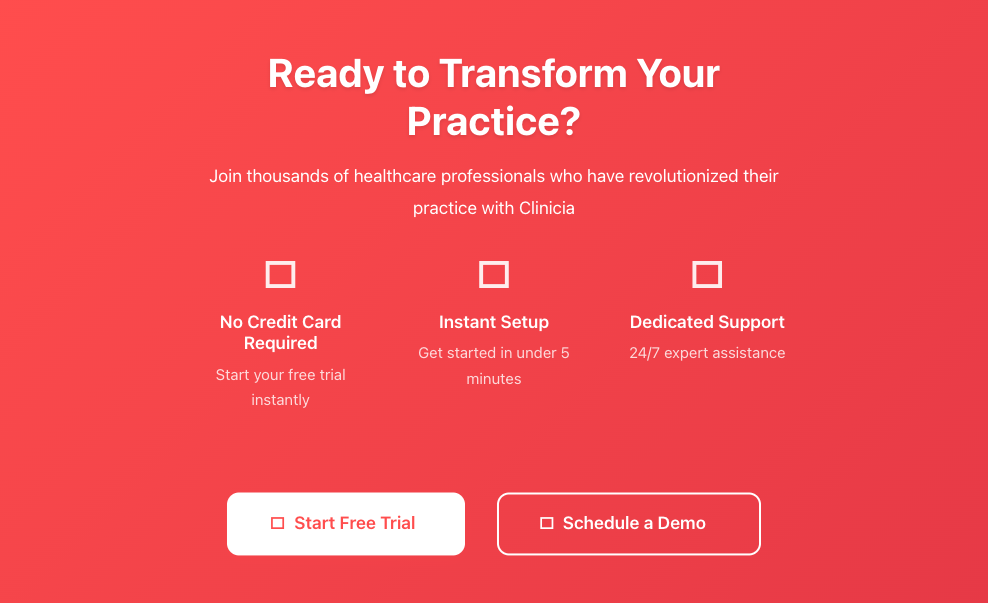 Ready to Transform Your
Practice?
Join thousands of healthcare professionals who have revolutionized their
practice with Clinicia
No Credit Card
Required
Start your free trial
instantly
Instant Setup
Get started in under 5
minutes
Dedicated Support
24/7 expert assistance
Start Free Trial
Schedule a Demo